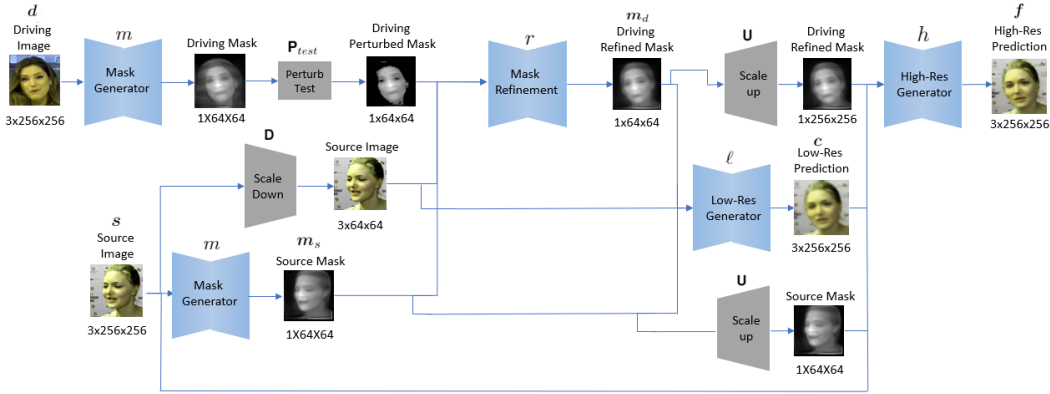 d
Driving
Image
3x256x256
m
Mask
Generator
Driving Mask
1X64X64
P_test
Perturb
Test
Driving
Perturbed Mask
1x64x64
r
Mask
Refinement
m_d
Driving
Refined Mask
1x64x64
U
Scale
up
Driving
Refined Mask
1x256x256
h
High-Res
Generator
f
High-Res
Prediction
3x256x256
D
Scale
Down
Source Image
3x64x64
ℓ
Low-Res
Generator
c
Low-Res
Prediction
3x256x256
s
Source
Image
3x256x256
m
Mask
Generator
m_s
Source Mask
1X64X64
U
Scale
up
Source Mask
1X64X64